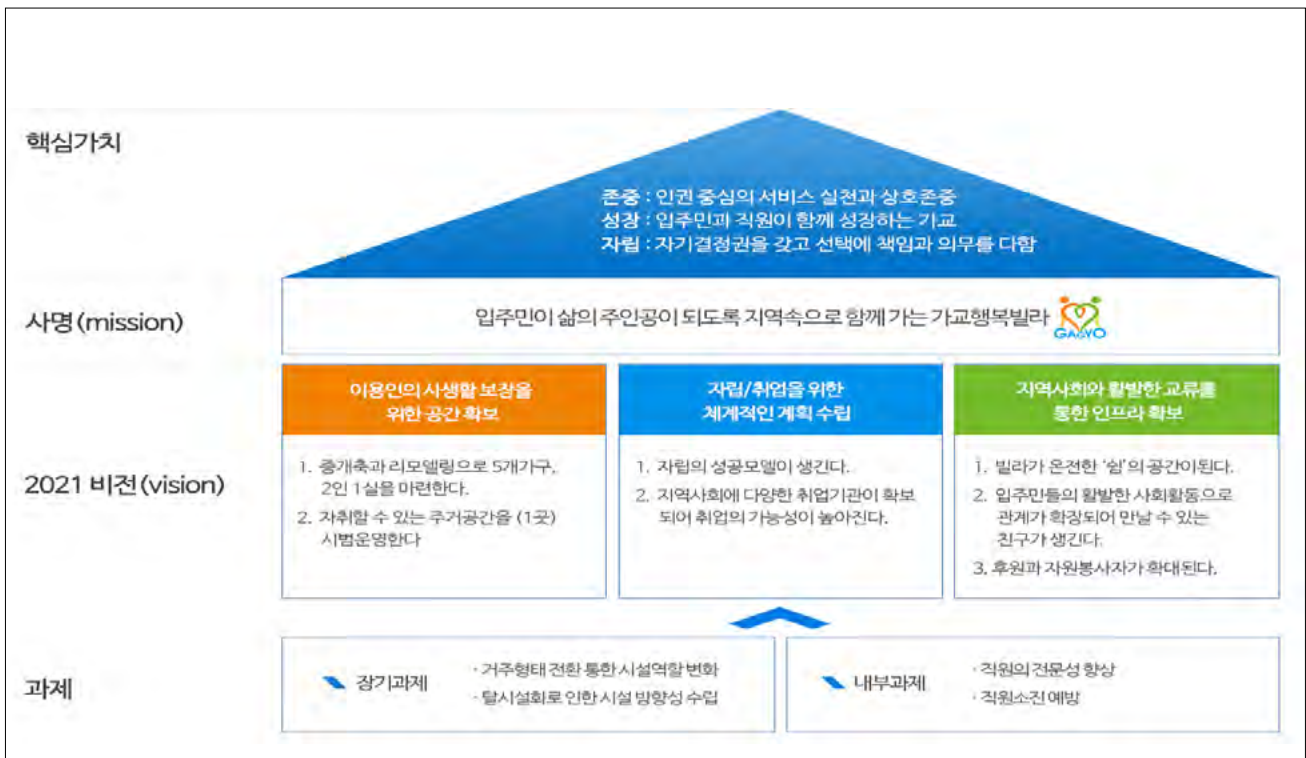 핵심가치
존중 : 인권 중심의 서비스 실천과 상호존중
성장 : 입주민과 직원이 함께 성장하는 가교
자립 : 자기결정권을 갖고 선택에 책임과 의무를 다함
사명(mission)
입주민이 삶의 주인공이 되도록 지역속으로 함께 가는 가교행복빌라
GAGYO
2021 비전(vision)
이용인의 사생활 보장을
위한 공간 확보
1. 증개축과 리모델링으로 5개가구,
2인 1실을 마련한다.
2. 자취할 수 있는 주거공간을 (1곳)
시범운영한다
자립/취업을 위한
체계적인 계획 수립
1. 자립의 성공모델이 생긴다.
2. 지역사회에 다양한 취업기관이 확보
되어 취업의 가능성이 높아진다.
지역사회와 활발한 교류를
통한 인프라 확보
1. 빌라가 온전한 '쉼'의 공간이된다.
2. 입주민들의 활발한 사회활동으로
관계가 확장되어 만날 수 있는
친구가 생긴다.
3. 후원과 자원봉사자가 확대된다.
과제
장기과제
· 거주형태 전환 통한 시설역할 변화
· 탈시설화로 인한 시설 방향성 수립
내부과제
· 직원의 전문성 향상
· 직원소진 예방